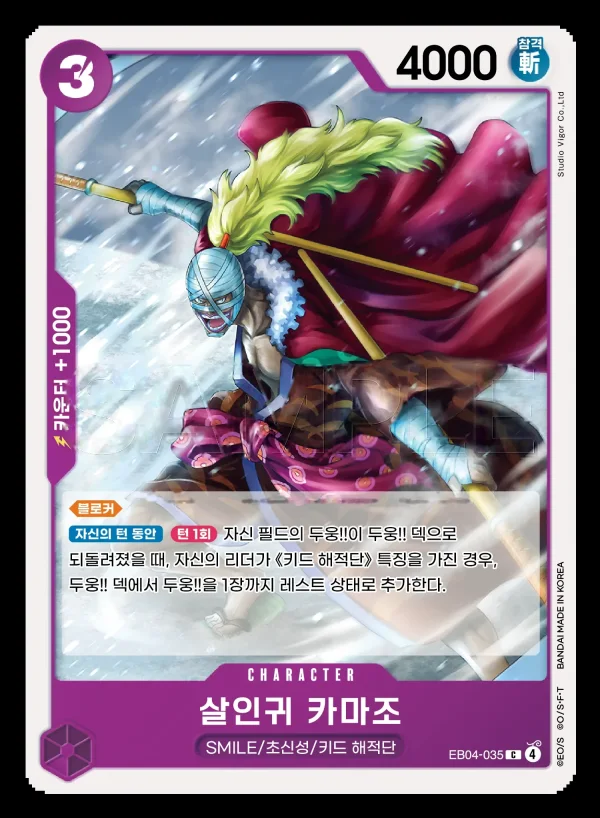 3
4000
참격
斬
Studio Vigor Co.,Ltd
카운터 +1000
SAMPLE
블로커
자신의 턴 동안 턴 1회 자신 필드의 두웅!!이 두웅!! 덱으로
되돌려졌을 때, 자신의 리더가 《키드 해적단》 특징을 가진 경우,
두웅!! 덱에서 두웅!!을 1장까지 레스트 상태로 추가한다.
CHARACTER
살인귀 카마조
SMILE/초신성/키드 해적단
EB04-035 C 4
©EO/S ©O/S·F·T BANDAI MADE IN KOREA